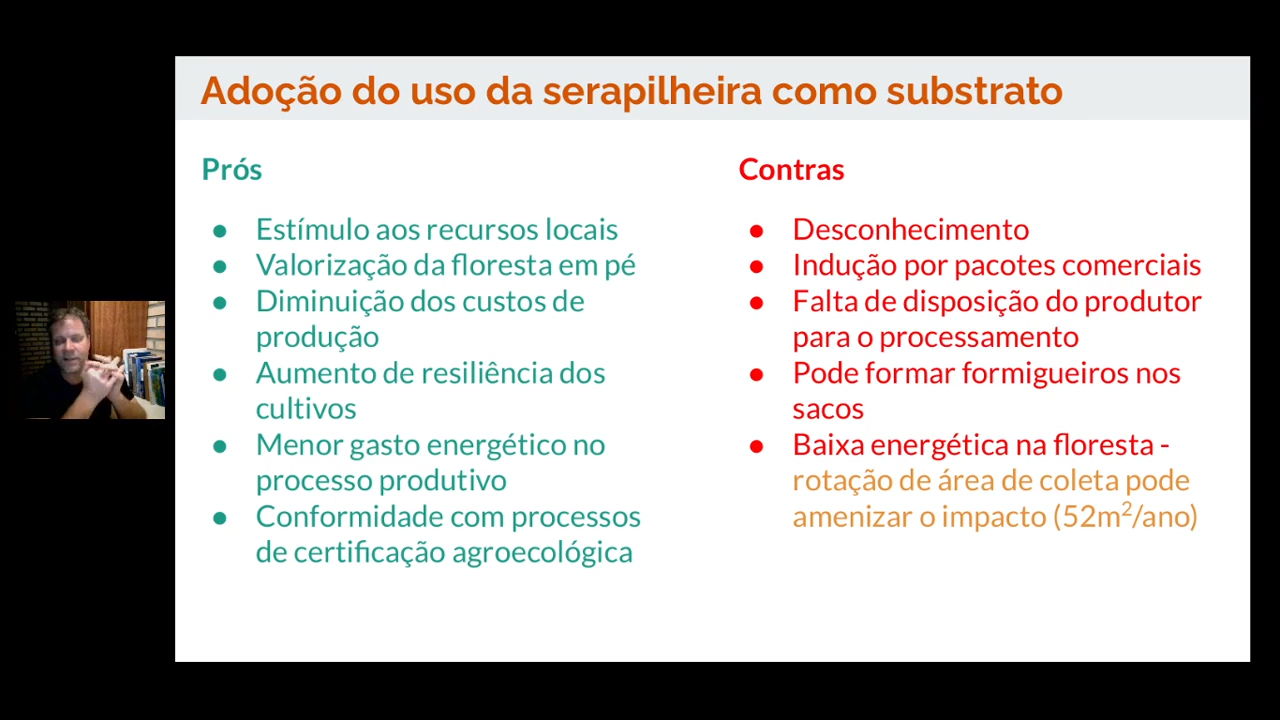 Adoção do uso da serapilheira como substrato
Prós
● Estímulo aos recursos locais
● Valorização da floresta em pé
● Diminuição dos custos de
produção
● Aumento de resiliência dos
cultivos
● Menor gasto energético no
processo produtivo
● Conformidade com processos
de certificação agroecológica
Contras
● Desconhecimento
● Indução por pacotes comerciais
● Falta de disposição do produtor
para o processamento
● Pode formar formigueiros nos
sacos
● Baixa energética na floresta -
rotação de área de coleta pode
amenizar o impacto (52m²/ano)